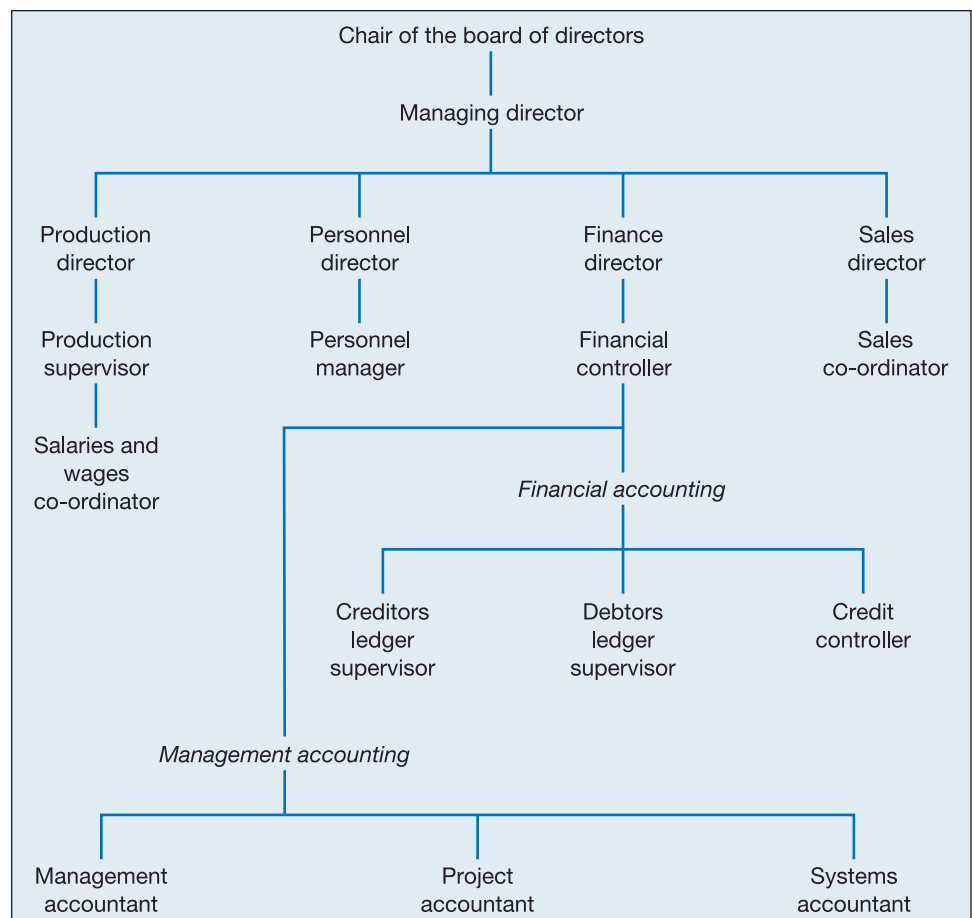 Chair of the board of directors
Managing director
Production
director
Personnel
director
Finance
director
Sales
director
Production
supervisor
Personnel
manager
Financial
controller
Sales
co-ordinator
Salaries and
wages
co-ordinator
Financial accounting
Creditors
ledger
supervisor
Debtors
ledger
supervisor
Credit
controller
Management accounting
Management
accountant
Project
accountant
Systems
accountant